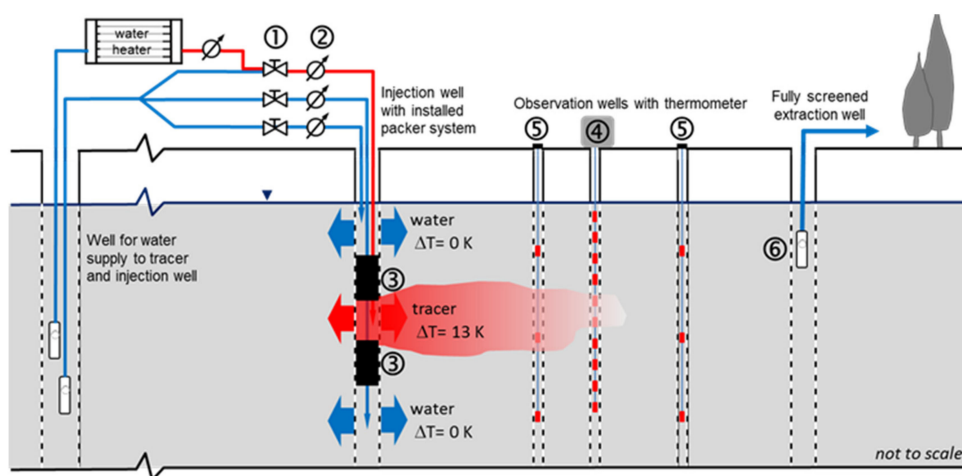 water
heater
①
②
Injection well
with installed
packer system
Observation wells with thermometer
⑤
④
⑤
Fully screened
extraction well
Well for water
supply to tracer
and injection well
water
ΔT= 0 K
③
tracer
ΔT= 13 K
③
water
ΔT= 0 K
⑥
not to scale